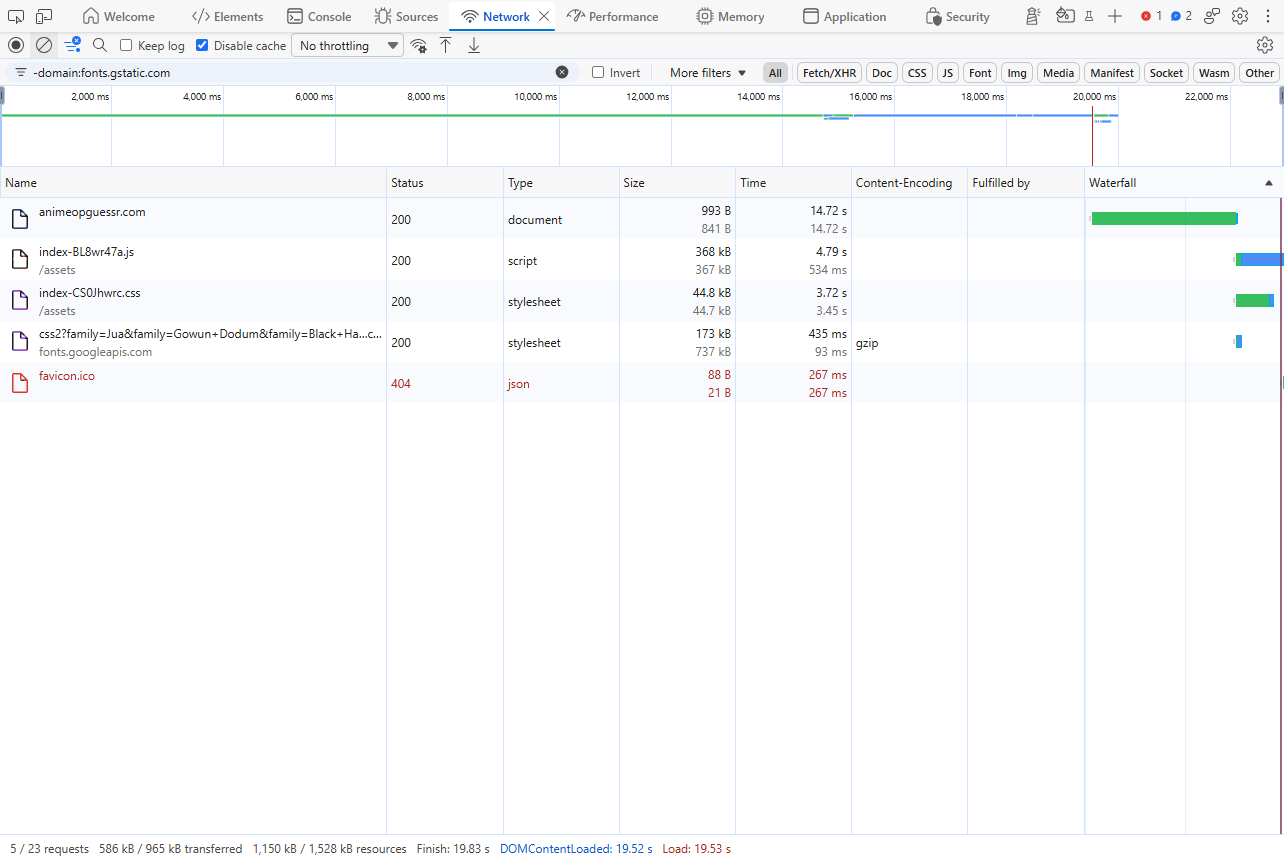 Welcome Elements Console Sources Network Performance Memory Application Security 1 2
Keep log Disable cache No throttling
-domain:fonts.gstatic.com Invert More filters All Fetch/XHR Doc CSS JS Font Img Media Manifest Socket Wasm Other
2,000 ms 4,000 ms 6,000 ms 8,000 ms 10,000 ms 12,000 ms 14,000 ms 16,000 ms 18,000 ms 20,000 ms 22,000 ms
Name Status Type Size Time Content-Encoding Fulfilled by Waterfall
animeopguessr.com 200 document 993 B 14.72 s
841 B 14.72 s
index-BL8wr47a.js 200 script 368 kB 4.79 s
/assets 367 kB 534 ms
index-CS0Jhwrc.css 200 stylesheet 44.8 kB 3.72 s
/assets 44.7 kB 3.45 s
css2?family=Jua&family=Gowun+Dodum&family=Black+Ha...c... 200 stylesheet 173 kB 435 ms gzip
fonts.googleapis.com 737 kB 93 ms
favicon.ico 404 json 88 B 267 ms
21 B 267 ms
5 / 23 requests 586 kB / 965 kB transferred 1,150 kB / 1,528 kB resources Finish: 19.83 s DOMContentLoaded: 19.52 s Load: 19.53 s